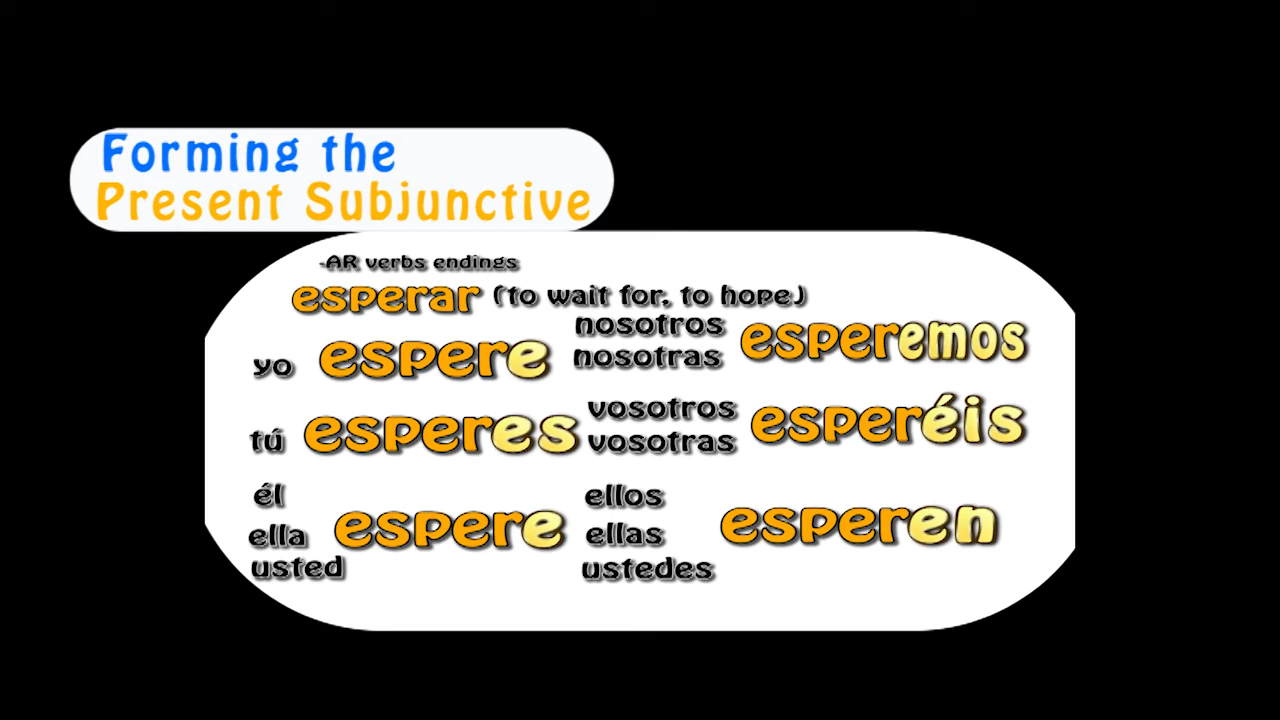 Forming the
Present Subjunctive
-AR verbs endings
esperar (to wait for, to hope)
yo espere
nosotros
nosotras esperemos
tú esperes
vosotros
vosotras esperéis
él
ella espere
usted
ellos
ellas esperen
ustedes